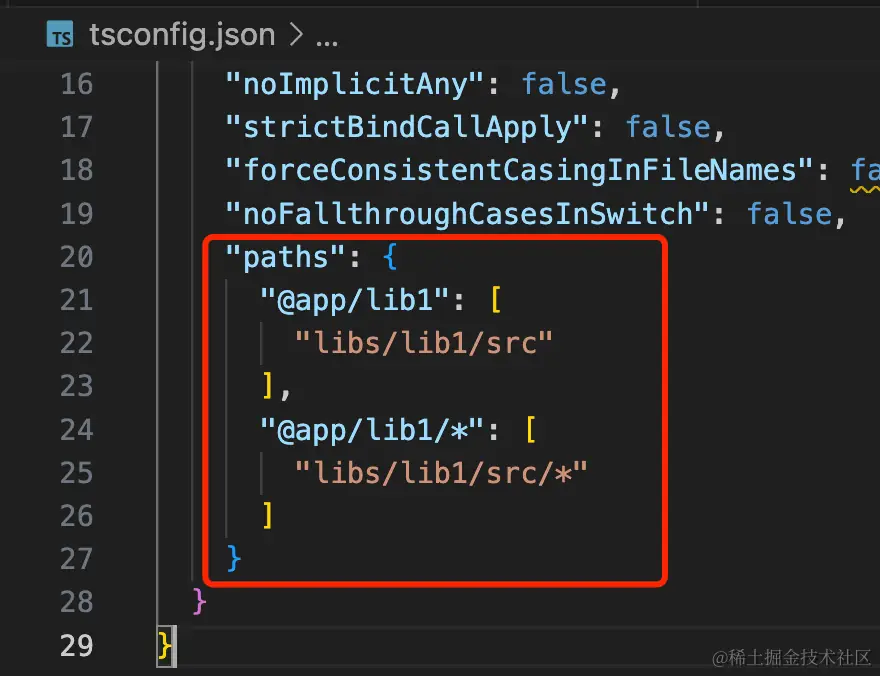 TS tsconfig.json > ...
16 "noImplicitAny": false,
17 "strictBindCallApply": false,
18 "forceConsistentCasingInFileNames": fa
19 "noFallthroughCasesInSwitch": false,
20 "paths": {
21 "@app/lib1": [
22 "libs/lib1/src"
23 ],
24 "@app/lib1/*": [
25 "libs/lib1/src/*"
26 ]
27 }
28 }
29 }
@稀土掘金技术社区